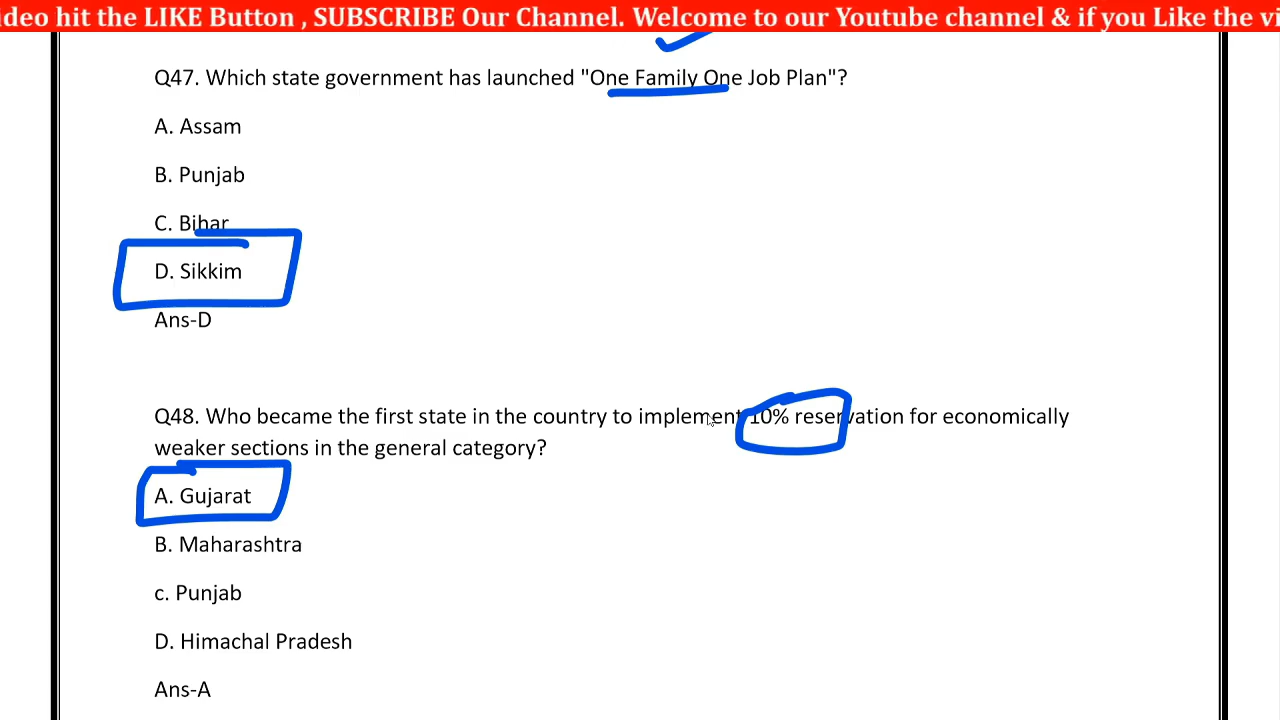 ideo hit the LIKE Button , SUBSCRIBE Our Channel. Welcome to our Youtube channel & if you Like the vi
Q47. Which state government has launched "One Family One Job Plan"?
A. Assam
B. Punjab
C. Bihar
D. Sikkim
Ans-D
Q48. Who became the first state in the country to implement 10% reservation for economically
weaker sections in the general category?
A. Gujarat
B. Maharashtra
c. Punjab
D. Himachal Pradesh
Ans-A